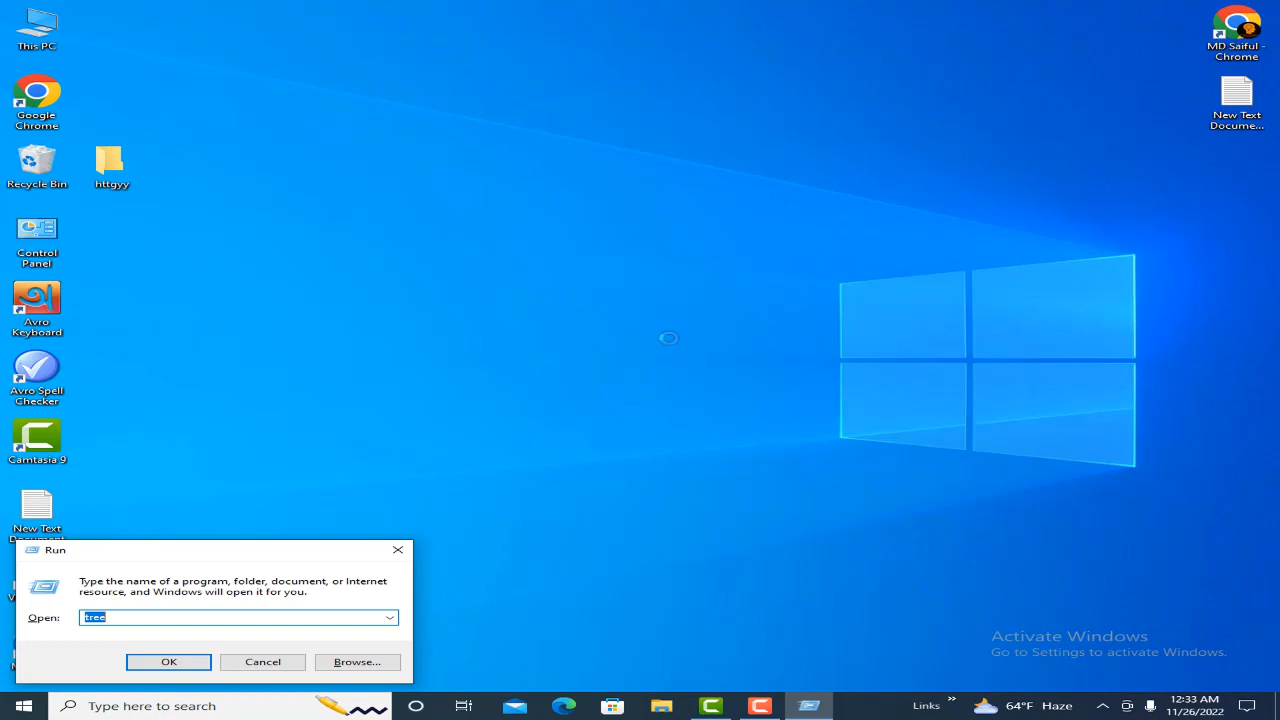 This PC
MD Saiful -
Chrome
Google
Chrome
New Text
Docume...
Recycle Bin
httgyy
Control
Panel
Avro
Keyboard
Avro Spell
Checker
Camtasia 9
New Text
Document
Run
Type the name of a program, folder, document, or Internet
resource, and Windows will open it for you.
Open:
tree
OK
Cancel
Browse...
Activate Windows
Go to Settings to activate Windows.
Type here to search
Links
64°F Haze
12:33 AM
11/26/2022